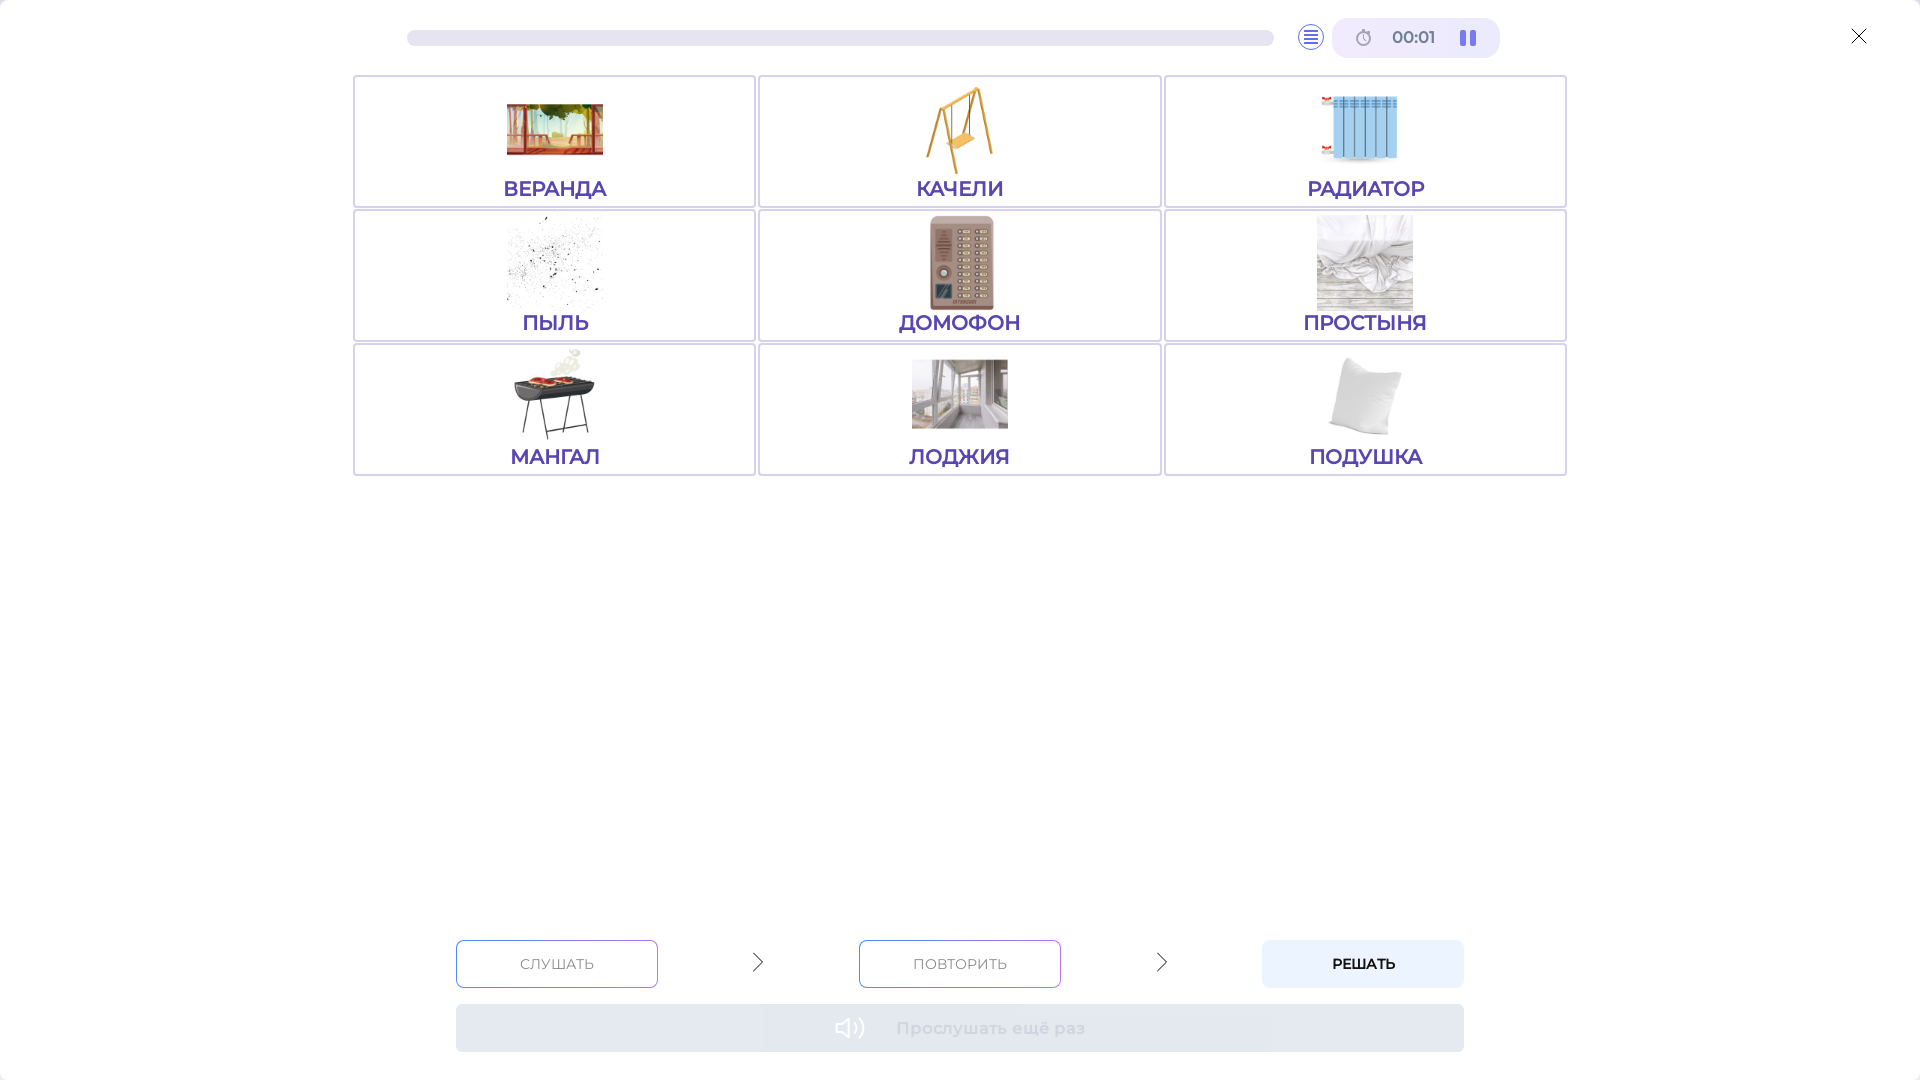 00:01
ВЕРАНДА
КАЧЕЛИ
РАДИАТОР
ПЫЛЬ
ДОМОФОН
ПРОСТЫНЯ
МАНГАЛ
ЛОДЖИЯ
ПОДУШКА
СЛУШАТЬ
ПОВТОРИТЬ
РЕШАТЬ
Прослушать ещё раз